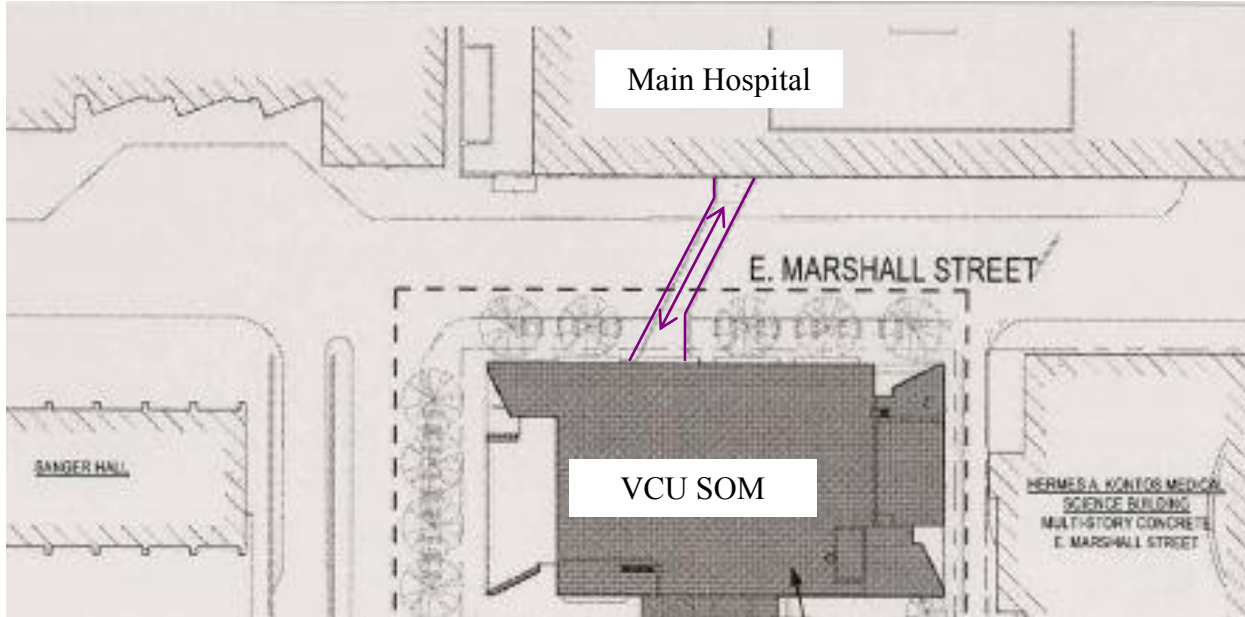 Main Hospital
E. MARSHALL STREET
SANGER HALL
VCU SOM
HERMES A. KONTOS MEDICAL
SCIENCE BUILDING
MULTI-STORY CONCRETE
E. MARSHALL STREET